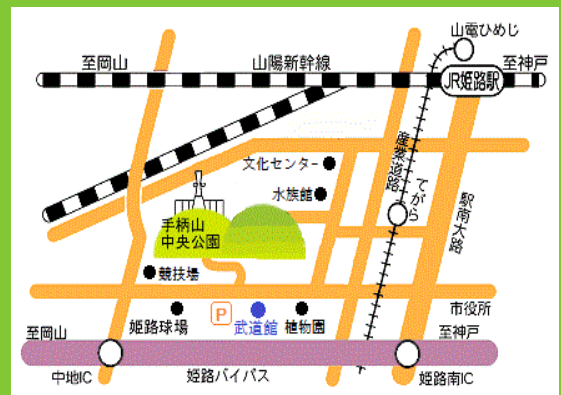 山電ひめじ
至岡山
山陽新幹線
至神戸
JR姫路駅
文化センター
産業道路
水族館
てがら
駅南大路
手柄山
中央公園
競技場
市役所
姫路球場
P
武道館
植物園
至岡山
至神戸
中地IC
姫路バイパス
姫路南IC